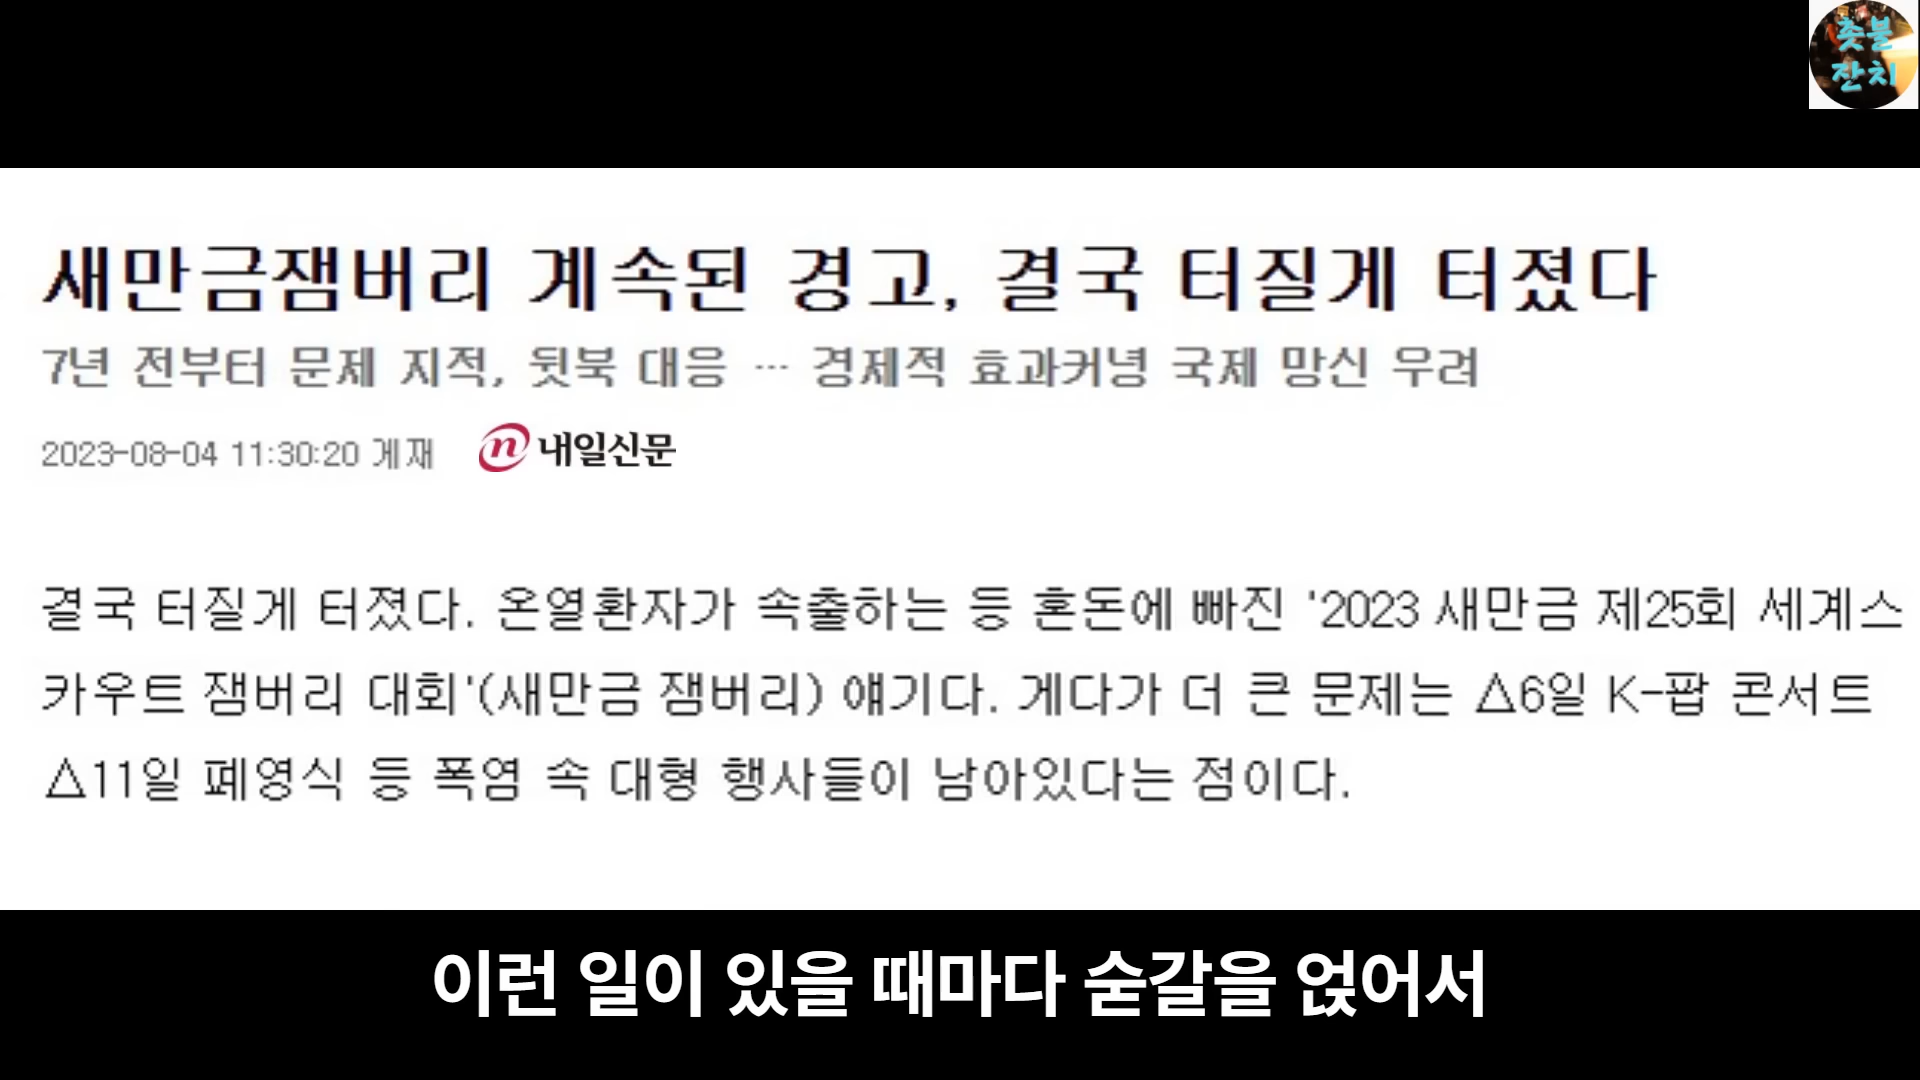 촛불
잔치
새만금잼버리 계속된 경고, 결국 터질게 터졌다
7년 전부터 문제 지적, 뒷북 대응 … 경제적 효과커녕 국제 망신 우려
2023-08-04 11:30:20 게재 n 내일신문
결국 터질게 터졌다. 온열환자가 속출하는 등 혼돈에 빠진 '2023 새만금 제25회 세계스
카우트 잼버리 대회'(새만금 잼버리) 얘기다. 게다가 더 큰 문제는 △6일 K-팝 콘서트
△11일 폐영식 등 폭염 속 대형 행사들이 남아있다는 점이다.
이런 일이 있을 때마다 숟갈을 얹어서